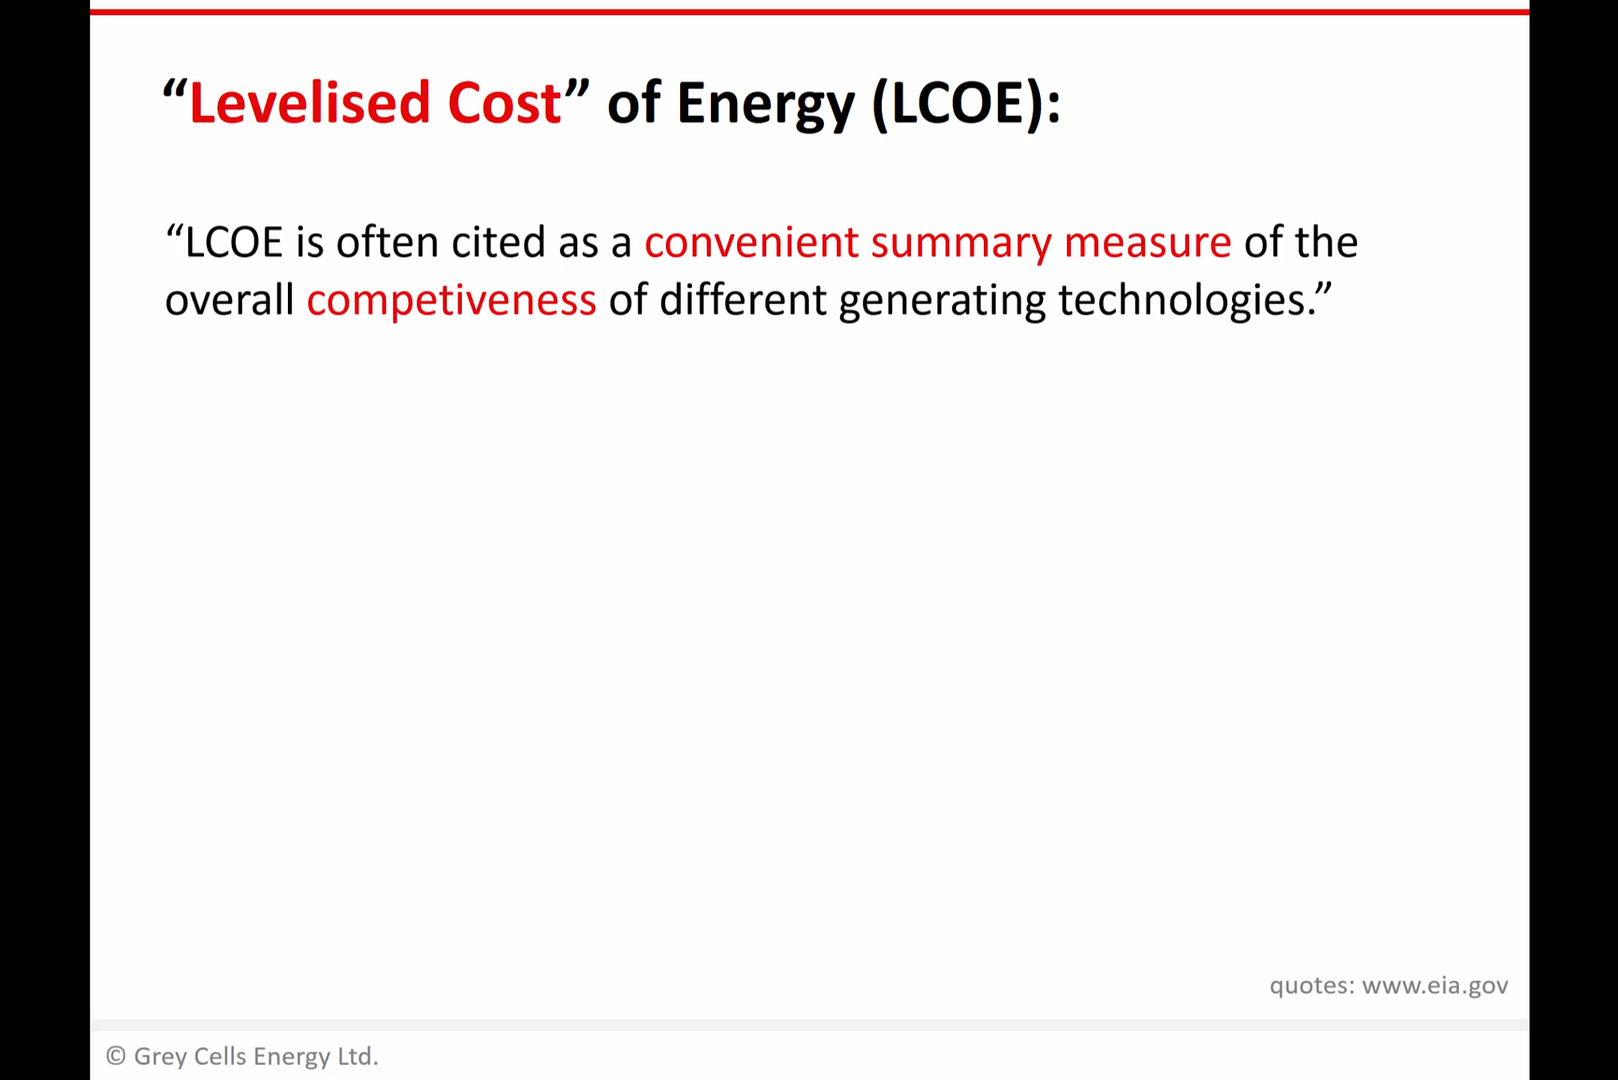 “Levelised Cost” of Energy (LCOE):
“LCOE is often cited as a convenient summary measure of the
overall competiveness of different generating technologies.”
quotes: www.eia.gov
© Grey Cells Energy Ltd.